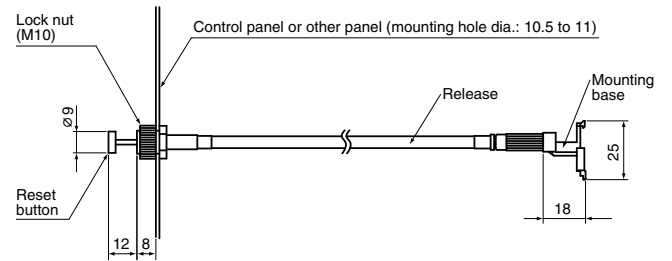 Lock nut
(M10)
Control panel or other panel (mounting hole dia.: 10.5 to 11)
Mounting
base
Release
ø9
25
Reset
button
18
12
8